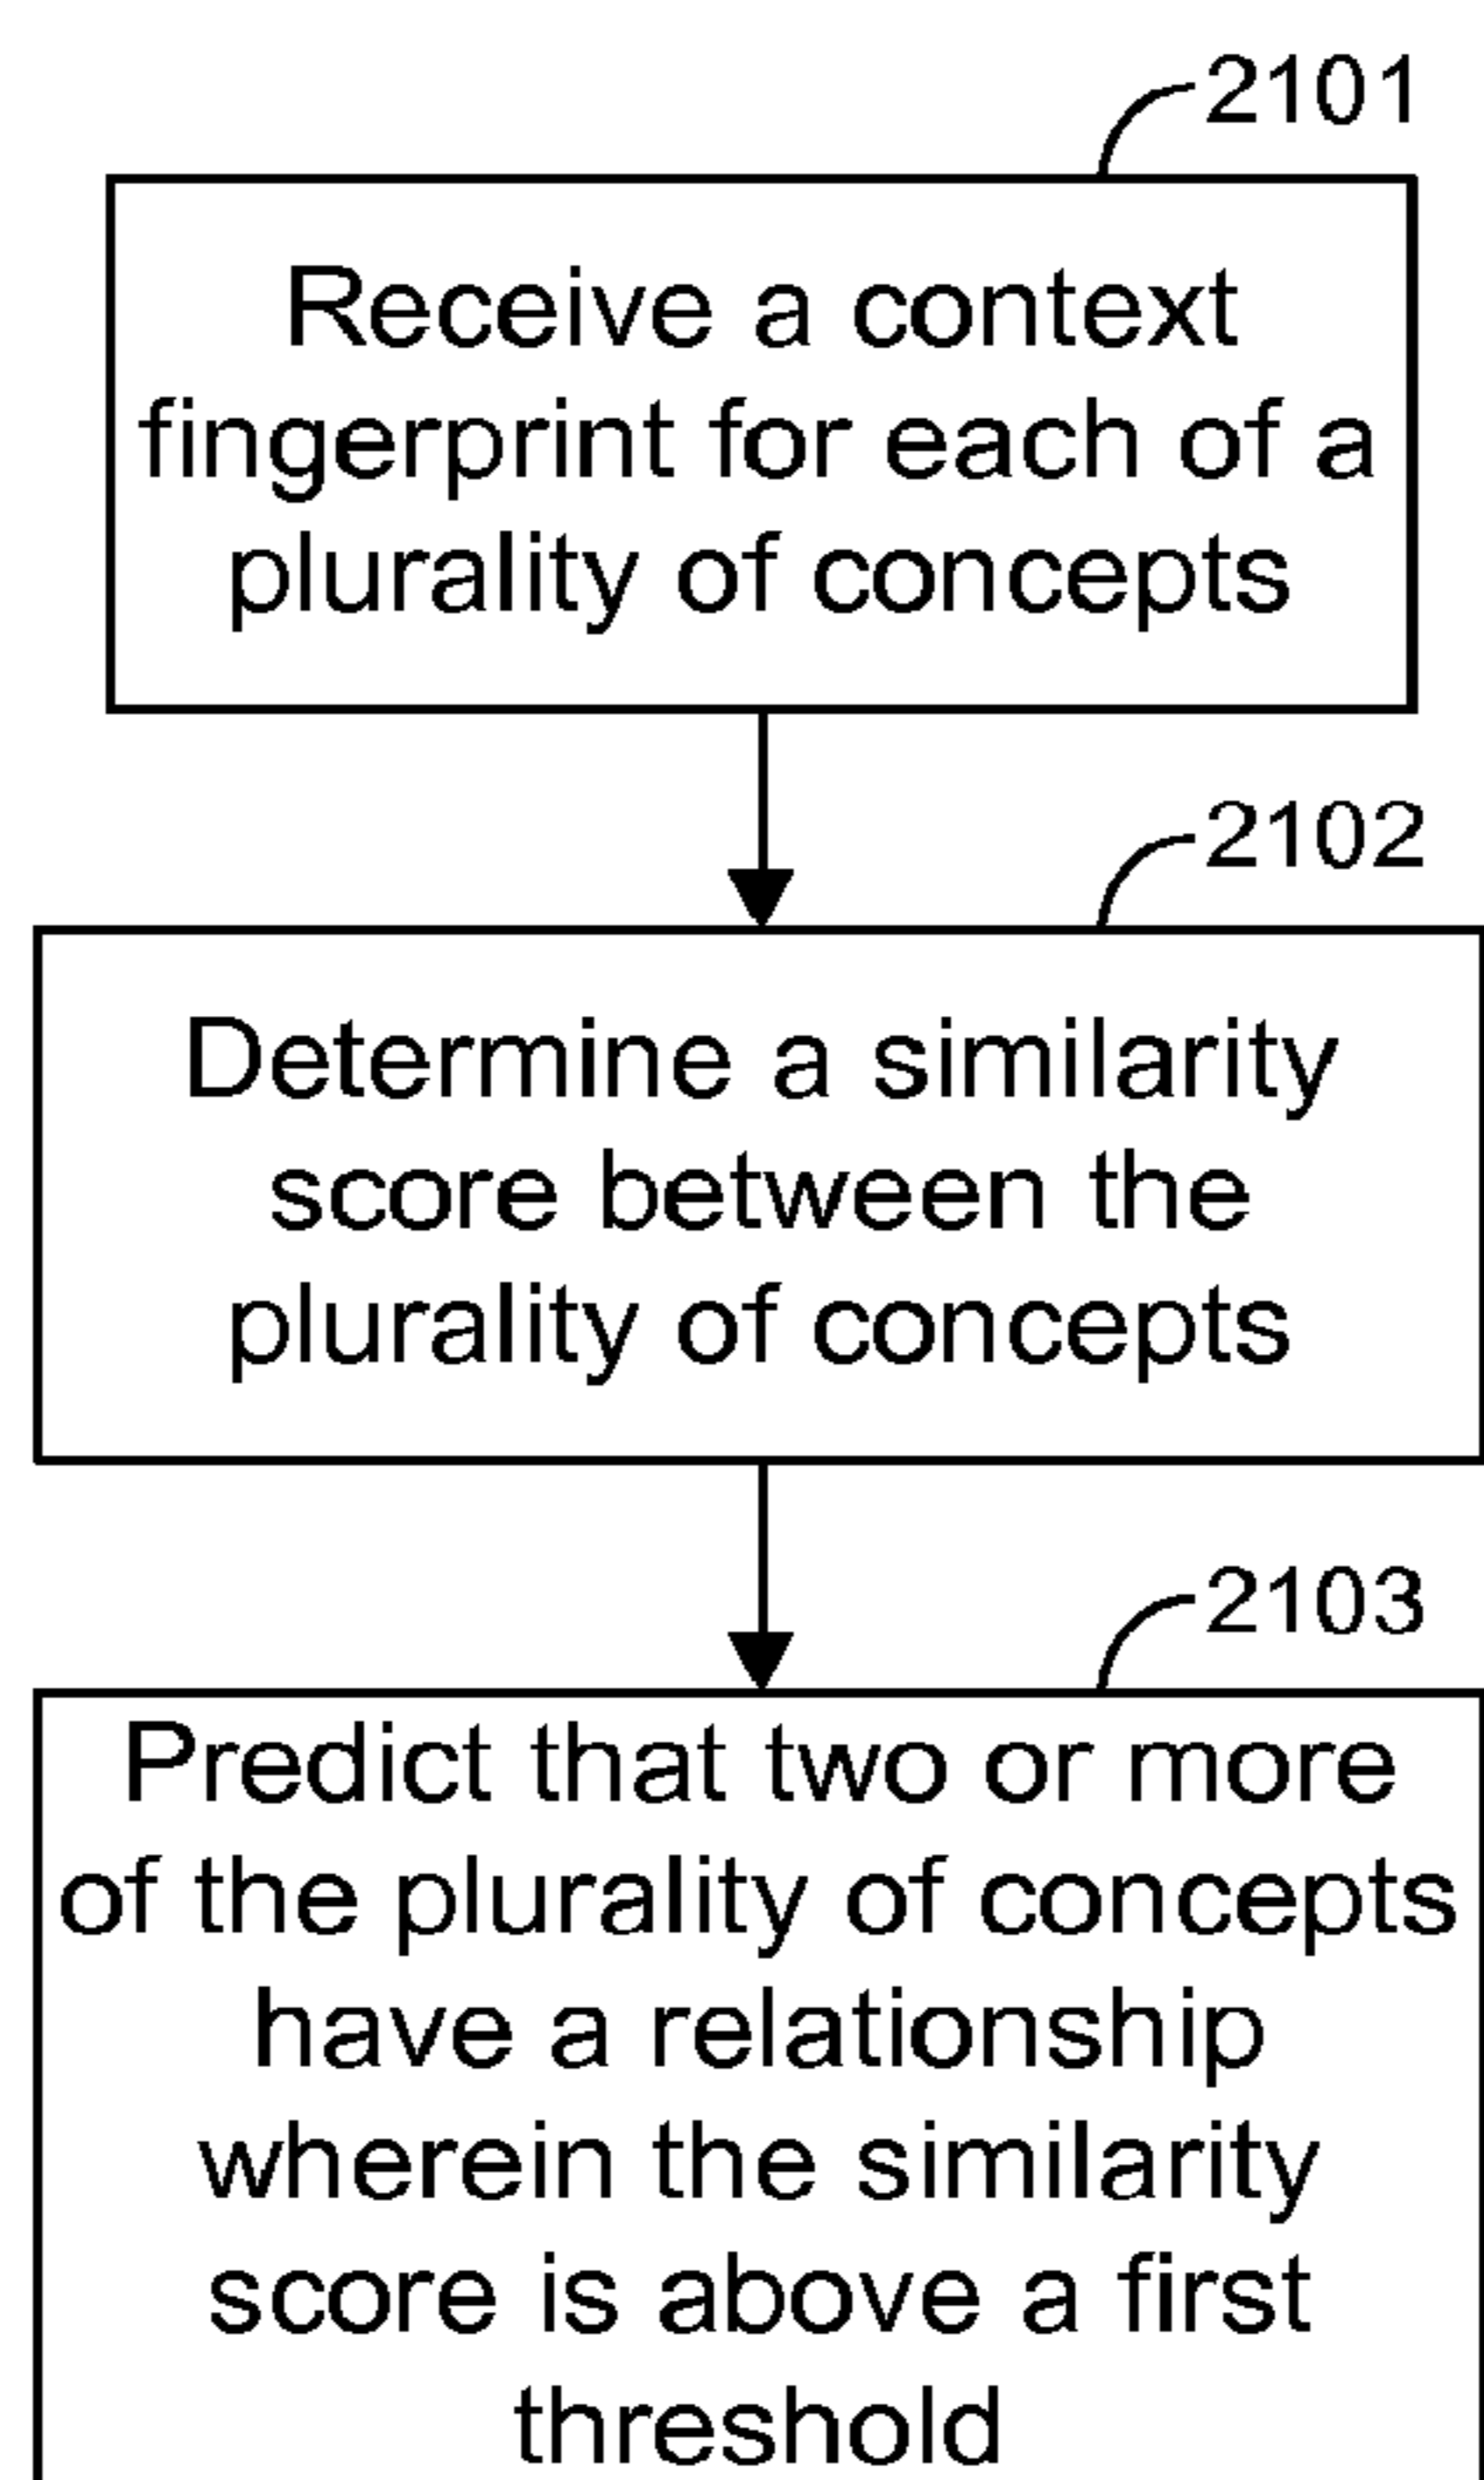 2101
Receive a context
fingerprint for each of a
plurality of concepts
2102
Determine a similarity
score between the
plurality of concepts
2103
Predict that two or more
of the plurality of concepts
have a relationship
wherein the similarity
score is above a first
threshold